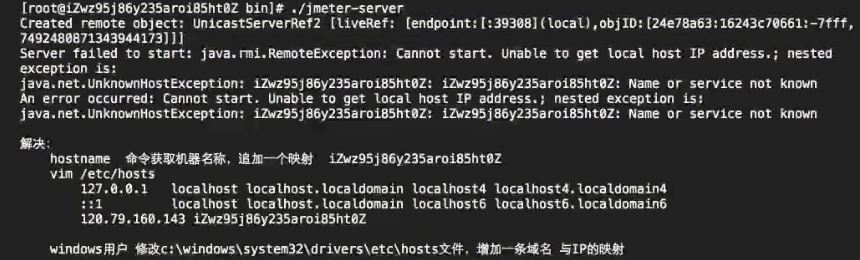 [root@iZwz95j86y235aroi85ht0Z bin]# ./jmeter-server
Created remote object: UnicastServerRef2 [liveRef: [endpoint:[:39308](local),objID:[24e78a63:16243c70661:-7fff,
7492480871343944173]]]
Server failed to start: java.rmi.RemoteException: Cannot start. Unable to get local host IP address.; nested
exception is:
java.net.UnknownHostException: iZwz95j86y235aroi85ht0Z: iZwz95j86y235aroi85ht0Z: Name or service not known
An error occurred: Cannot start. Unable to get local host IP address.; nested exception is:
java.net.UnknownHostException: iZwz95j86y235aroi85ht0Z: iZwz95j86y235aroi85ht0Z: Name or service not known
解决:
hostname 命令获取机器名称，追加一个映射 iZwz95j86y235aroi85ht0Z
vim /etc/hosts
127.0.0.1 localhost localhost.localdomain localhost4 localhost4.localdomain4
::1 localhost localhost.localdomain localhost6 localhost6.localdomain6
120.79.160.143 iZwz95j86y235aroi85ht0Z
windows用户 修改c:\windows\system32\drivers\etc\hosts文件，增加一条域名 与IP的映射